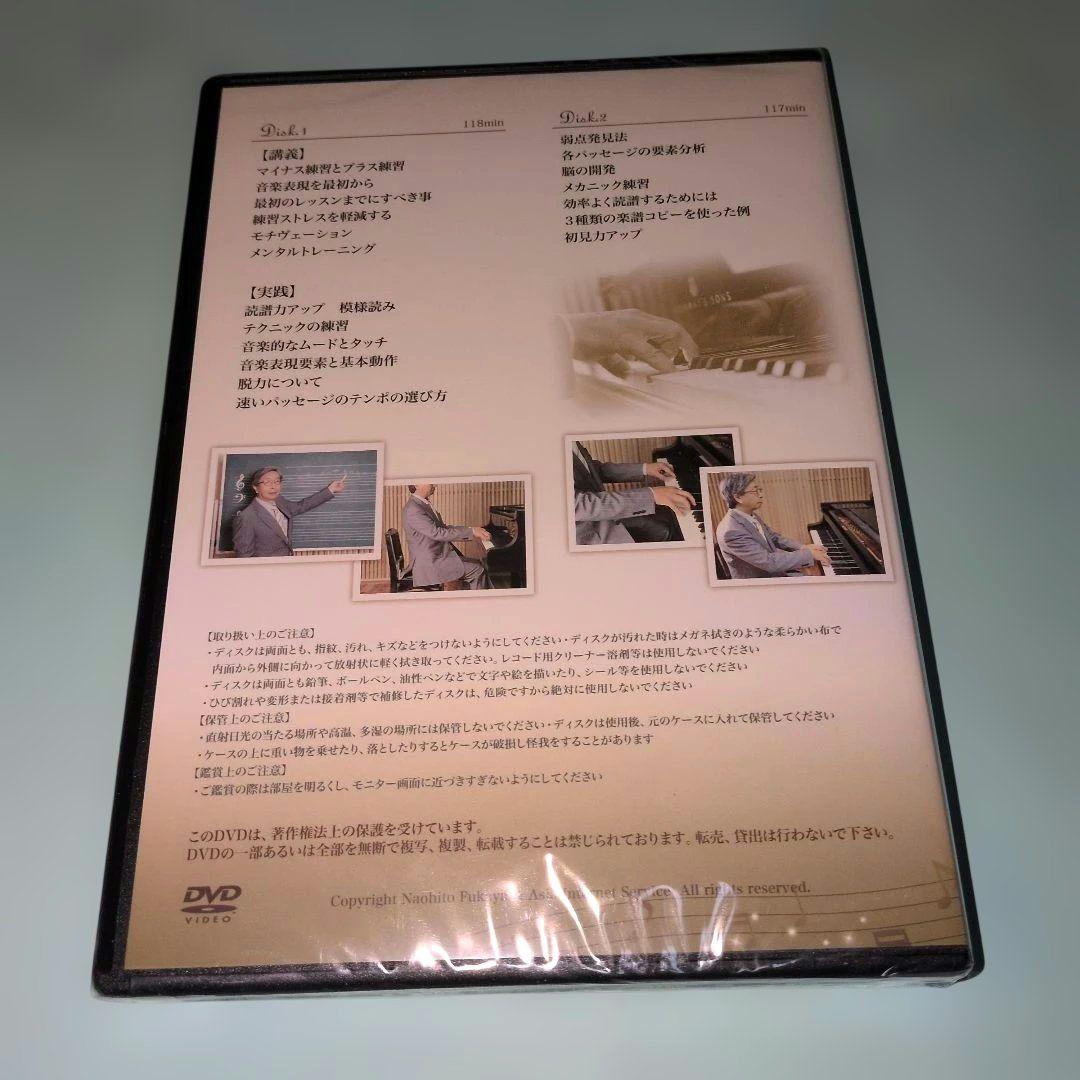 Disk.1 118min
【講義】
マイナス練習とプラス練習
音楽表現を最初から
最初のレッスンまでにすべき事
練習ストレスを軽減する
モチヴェーション
メンタルトレーニング
【実践】
読譜力アップ 模様読み
テクニックの練習
音楽的なムードとタッチ
音楽表現要素と基本動作
脱力について
速いパッセージのテンポの選び方
Disk.2 117min
弱点発見法
各パッセージの要素分析
脳の開発
メカニック練習
効率よく読譜するためには
３種類の楽譜コピーを使った例
初見力アップ
SONS
【取り扱い上のご注意】
・ディスクは両面とも、指紋、汚れ、キズなどをつけないようにしてください・ディスクが汚れた時はメガネ拭きのような柔らかい布で
内面から外側に向かって放射状に軽く拭き取ってください。レコード用クリーナー溶剤等は使用しないでください
・ディスクは両面とも鉛筆、ボールペン、油性ペンなどで文字や絵を描いたり、シール等を使用しないでください
・ひび割れや変形または接着剤等で補修したディスクは、危険ですから絶対に使用しないでください
【保管上のご注意】
・直射日光の当たる場所や高温、多湿の場所には保管しないでください・ディスクは使用後、元のケースに入れて保管してください
・ケースの上に重い物を乗せたり、落としたりするとケースが破損し怪我をすることがあります
【鑑賞上のご注意】
・ご鑑賞の際は部屋を明るくし、モニター画面に近づきすぎないようにしてください
このDVDは、著作権法上の保護を受けています。
DVDの一部あるいは全部を無断で複写、複製、転載することは禁じられております。転売、貸出は行わないで下さい。
DVD
VIDEO
Copyright Naohito Internet Service. All rights reserved.